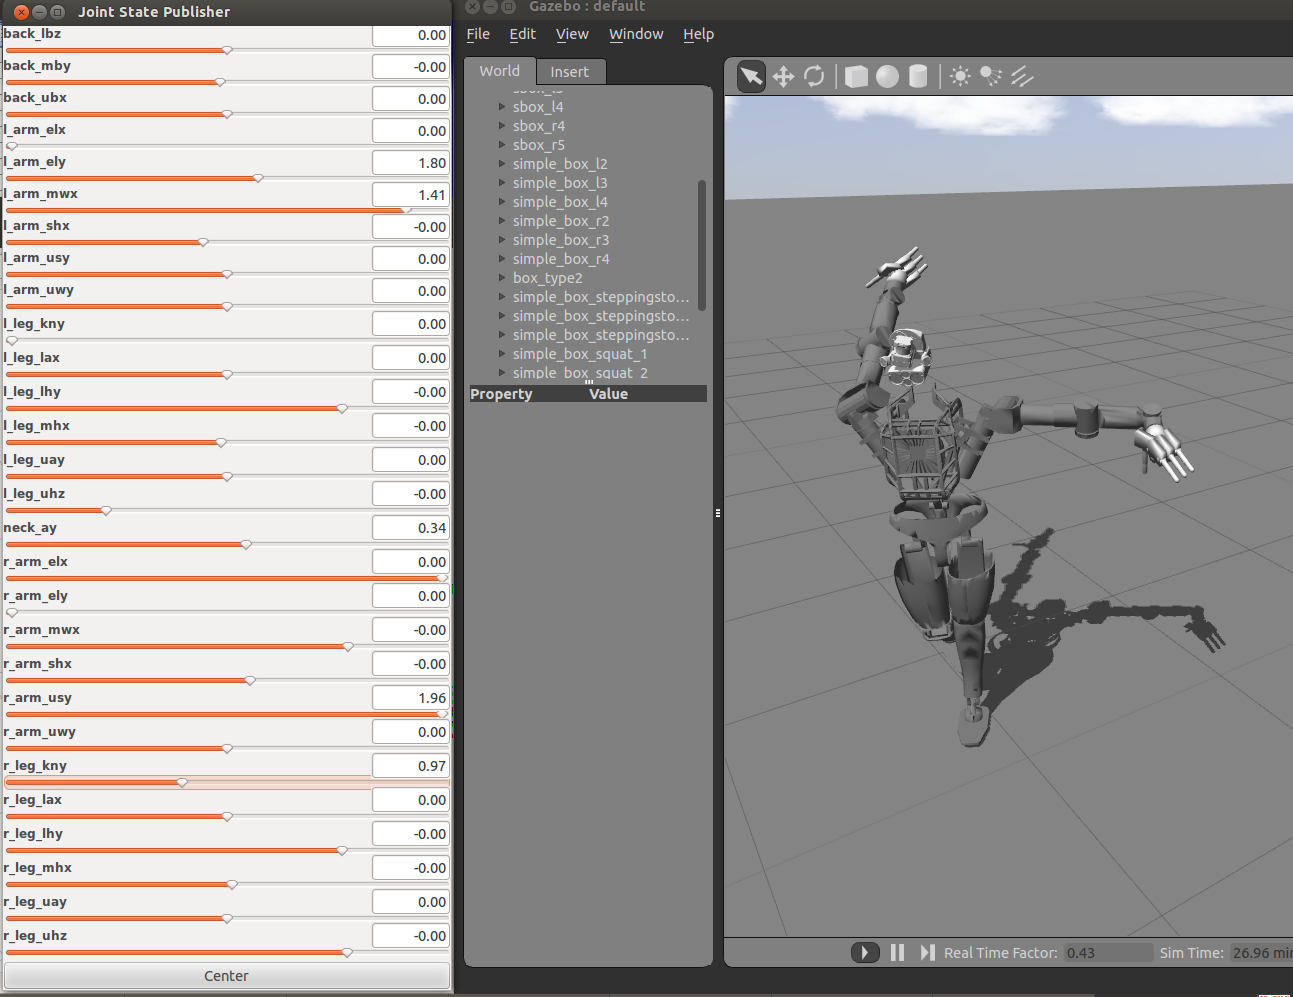 Joint State Publisher
back_lbz 0.00
back_mby -0.00
back_ubx 0.00
l_arm_elx 0.00
l_arm_ely 1.80
l_arm_mwx 1.41
l_arm_shx -0.00
l_arm_usy 0.00
l_arm_uwy 0.00
l_leg_kny 0.00
l_leg_lax 0.00
l_leg_lhy -0.00
l_leg_mhx -0.00
l_leg_uay 0.00
l_leg_uhz -0.00
neck_ay 0.34
r_arm_elx 0.00
r_arm_ely 0.00
r_arm_mwx -0.00
r_arm_shx -0.00
r_arm_usy 1.96
r_arm_uwy 0.00
r_leg_kny 0.97
r_leg_lax 0.00
r_leg_lhy -0.00
r_leg_mhx -0.00
r_leg_uay 0.00
r_leg_uhz -0.00
Center
Gazebo : default
File Edit View Window Help
World Insert
sbox_l4
sbox_r4
sbox_r5
simple_box_l2
simple_box_l3
simple_box_l4
simple_box_r2
simple_box_r3
simple_box_r4
box_type2
simple_box_steppingsto...
simple_box_steppingsto...
simple_box_steppingsto...
simple_box_squat_1
simple_box_squat_2
Property Value
Real Time Factor: 0.43 Sim Time: 26.96